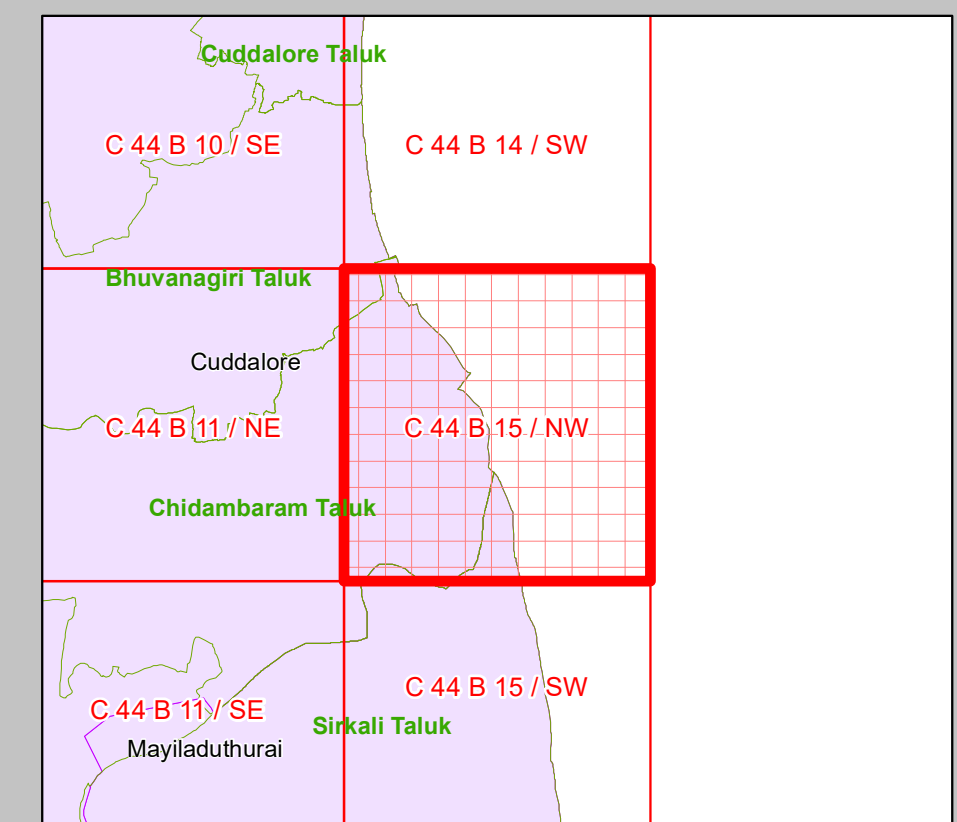 Cuddalore Taluk
C 44 B 10 / SE
C 44 B 14 / SW
Bhuvanagiri Taluk
Cuddalore
C 44 B 11 / NE
C 44 B 15 / NW
Chidambaram Taluk
C 44 B 15 / SW
C 44 B 11 / SE
Sirkali Taluk
Mayiladuthurai